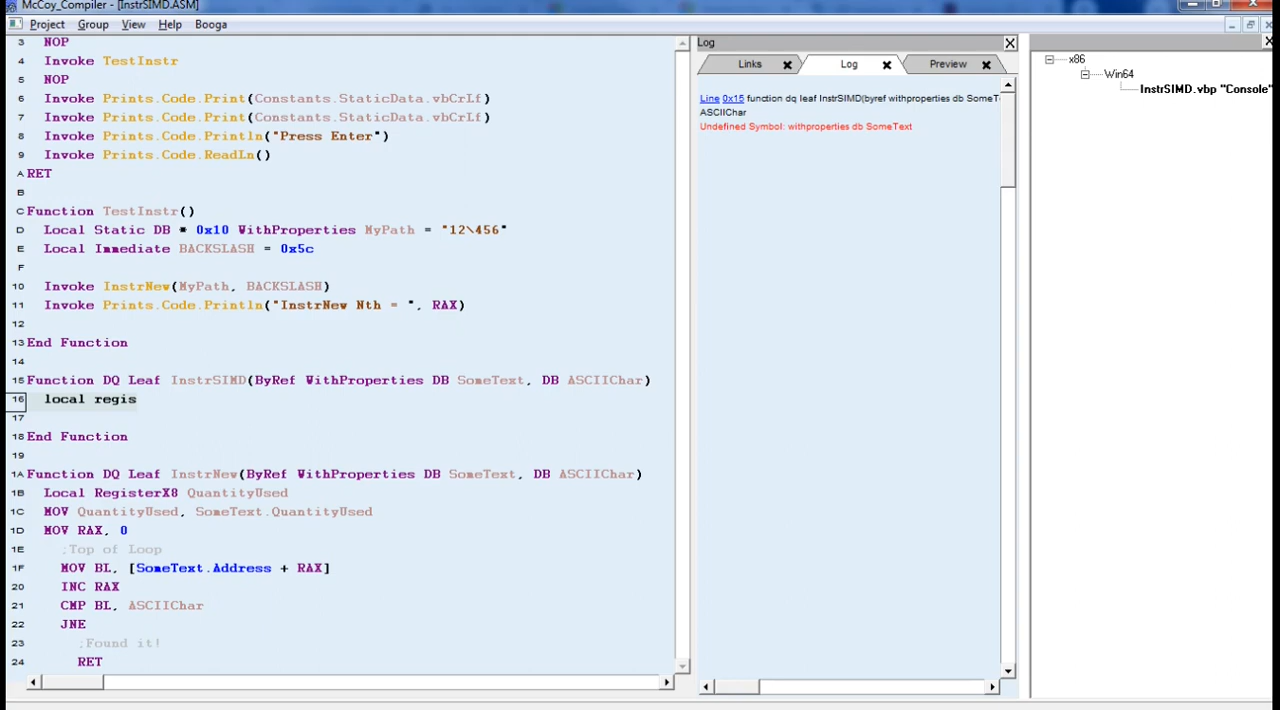 McCoy_Compiler - [InstrSIMD.ASM]
Project Group View Help Booga
3 NOP
4 Invoke TestInstr
5 NOP
6 Invoke Prints.Code.Print(Constants.StaticData.vbCrLf)
7 Invoke Prints.Code.Print(Constants.StaticData.vbCrLf)
8 Invoke Prints.Code.Println("Press Enter")
9 Invoke Prints.Code.ReadLn()
A RET
B
C Function TestInstr()
D Local Static DB * 0x10 WithProperties MyPath = "12\456"
E Local Immediate BACKSLASH = 0x5c
F
10 Invoke InstrNew(MyPath, BACKSLASH)
11 Invoke Prints.Code.Println("InstrNew Nth = ", RAX)
12
13 End Function
14
15 Function DQ Leaf InstrSIMD(ByRef WithProperties DB SomeText, DB ASCIIChar)
16 local regis
17
18 End Function
19
1A Function DQ Leaf InstrNew(ByRef WithProperties DB SomeText, DB ASCIIChar)
1B Local RegisterX8 QuantityUsed
1C MOV QuantityUsed, SomeText.QuantityUsed
1D MOV RAX, 0
1E ;Top of Loop
1F MOV BL, [SomeText.Address + RAX]
20 INC RAX
21 CMP BL, ASCIIChar
22 JNE
23 ;Found it!
24 RET
Log
Links Log Preview
Line 0x15 function dq leaf InstrSIMD(byref withproperties db SomeT
ASCIIChar
Undefined Symbol: withproperties db SomeText
x86
Win64
InstrSIMD.vbp "Console"